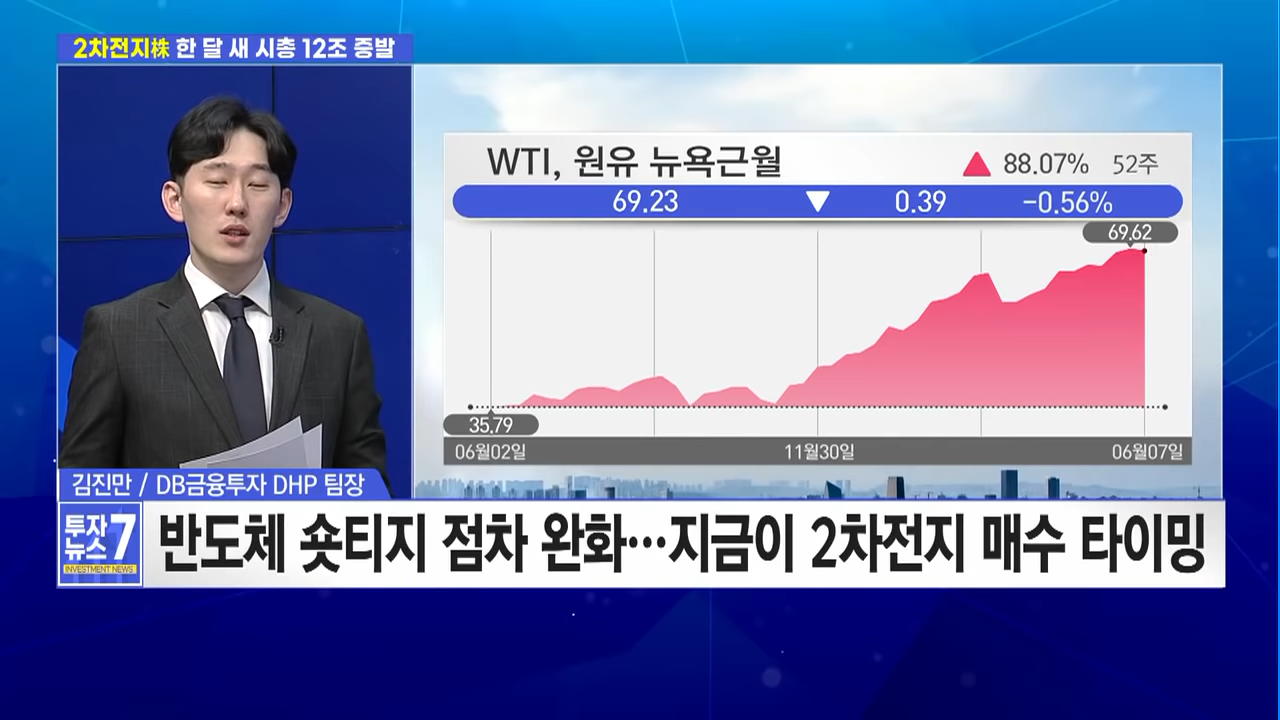 2차전지株 한 달 새 시총 12조 증발
WTI, 원유 뉴욕근월
▲ 88.07% 52주
69.23 ▼ 0.39 -0.56%
69.62
35.79
06월02일 11월30일 06월07일
김진만 / DB금융투자 DHP 팀장
투자
뉴스 7
INVESTMENT NEWS
반도체 숏티지 점차 완화…지금이 2차전지 매수 타이밍